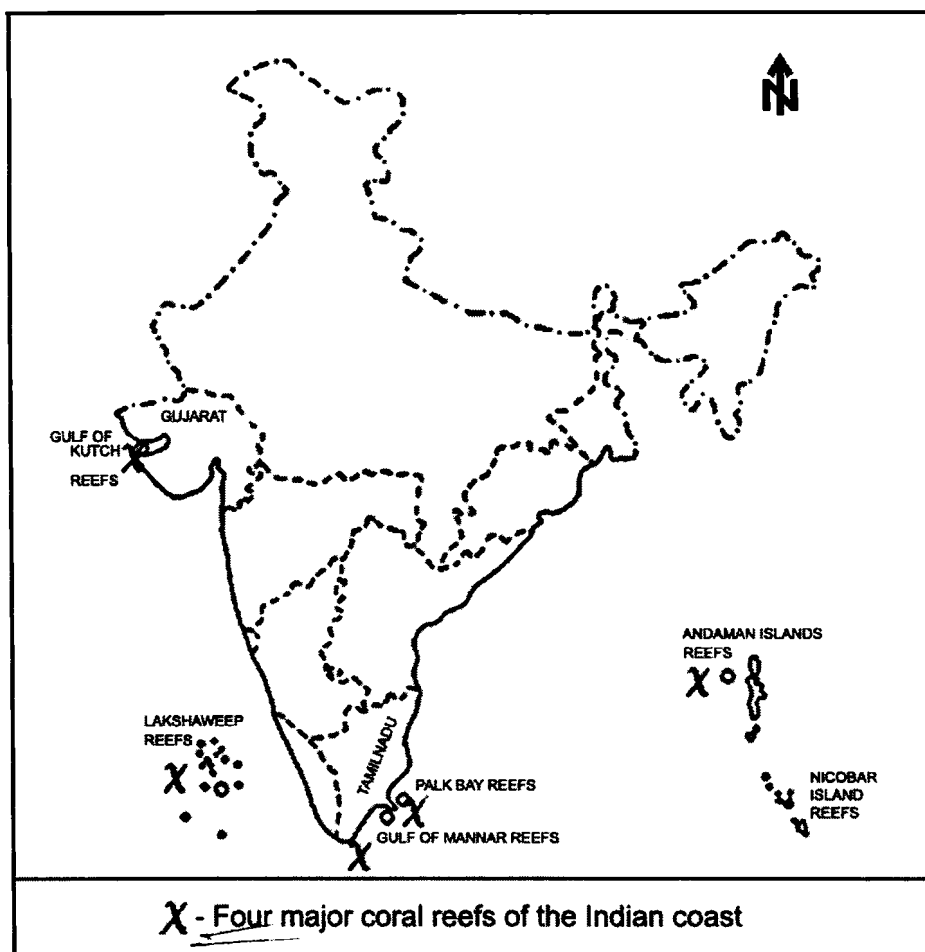 N
GUJARAT
GULF OF
KUTCH
χ
REEFS
ANDAMAN ISLANDS
REEFS
χ
LAKSHAWEEP
REEFS
χ
TAMILNADU
PALK BAY REEFS
χ
NICOBAR
ISLAND
REEFS
GULF OF MANNAR REEFS
χ
χ - Four major coral reefs of the Indian coast